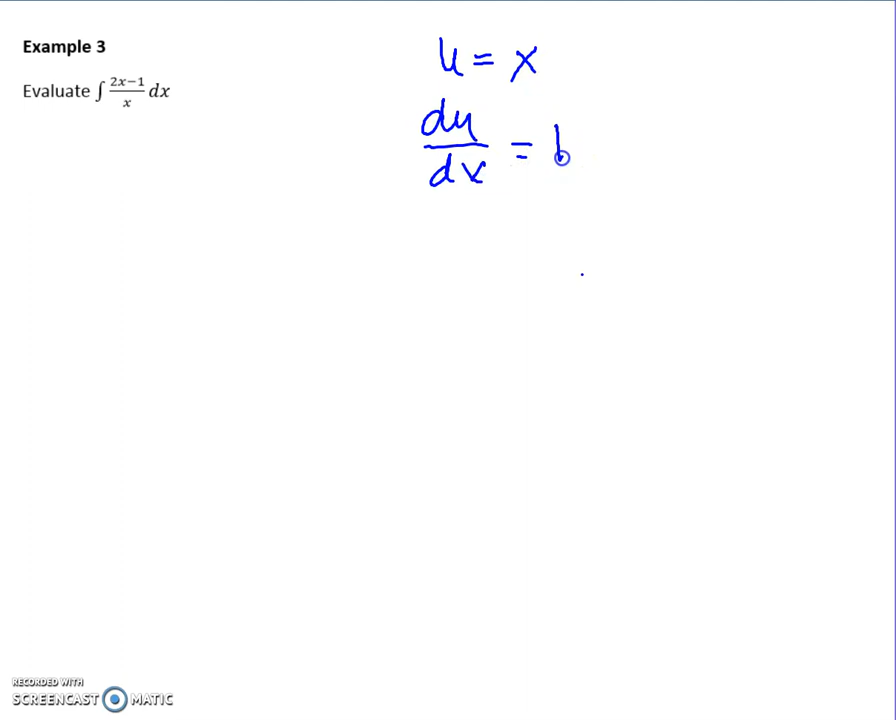 Example 3
Evaluate ∫ (2x−1)/x dx
u = x
du/dx = 1
RECORDED WITH
SCREENCAST MATIC